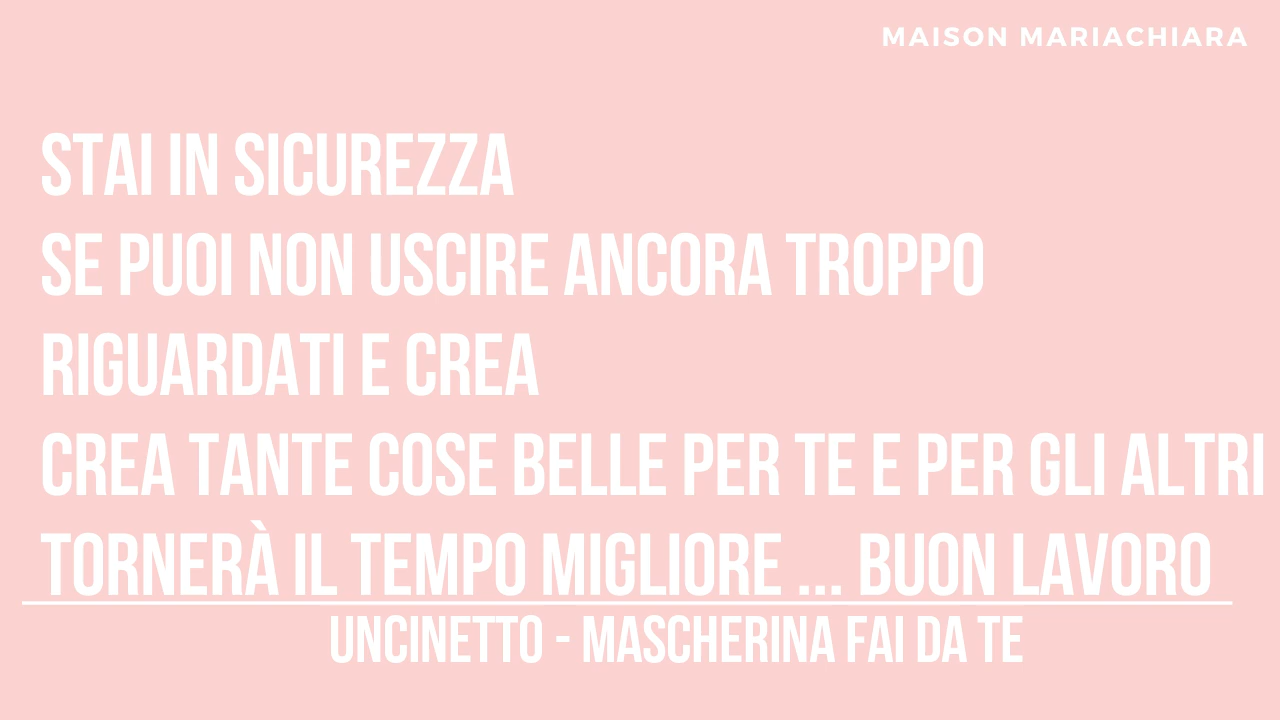 MAISON MARIACHIARA
STAI IN SICUREZZA
SE PUOI NON USCIRE ANCORA TROPPO
RIGUARDATI E CREA
CREA TANTE COSE BELLE PER TE E PER GLI ALTRI
TORNERÀ IL TEMPO MIGLIORE ... BUON LAVORO
UNCINETTO - MASCHERINA FAI DA TE